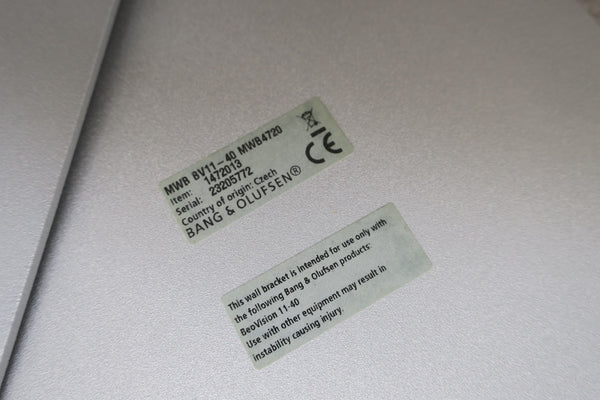 MWB BV11-40 MWB4720
Item: 1472013
Serial: 23205772
Country of origin: Czech
BANG & OLUFSEN®
CE
This wall bracket is intended for use only with
the following Bang & Olufsen products:
BeoVision 11-40
Use with other equipment may result in
instability causing injury.